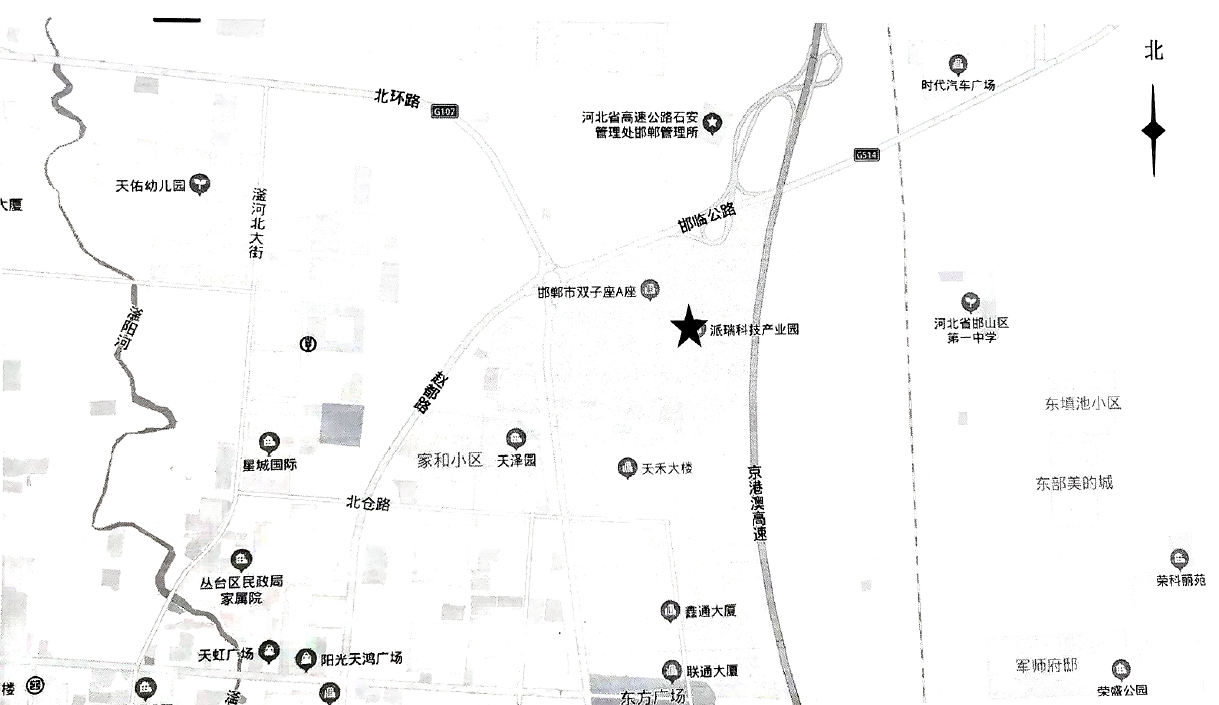 北
时代汽车广场
北环路
G107
河北省高速公路石安
管理处邯郸管理所
G514
天佑幼儿园
大厦
滏河北大街
邯临公路
邯郸市双子座A座
派瑞科技产业园
河北省邯山区
第一中学
滏阳河
赵都路
东填池小区
星城国际
家和小区
天泽园
天禾大楼
东部美的城
京港澳高速
北仓路
丛台区民政局
家属院
荣科丽苑
鑫通大厦
天虹广场
阳光天鸿广场
联通大厦
军师府邸
楼
滏
东方广场
荣盛公园